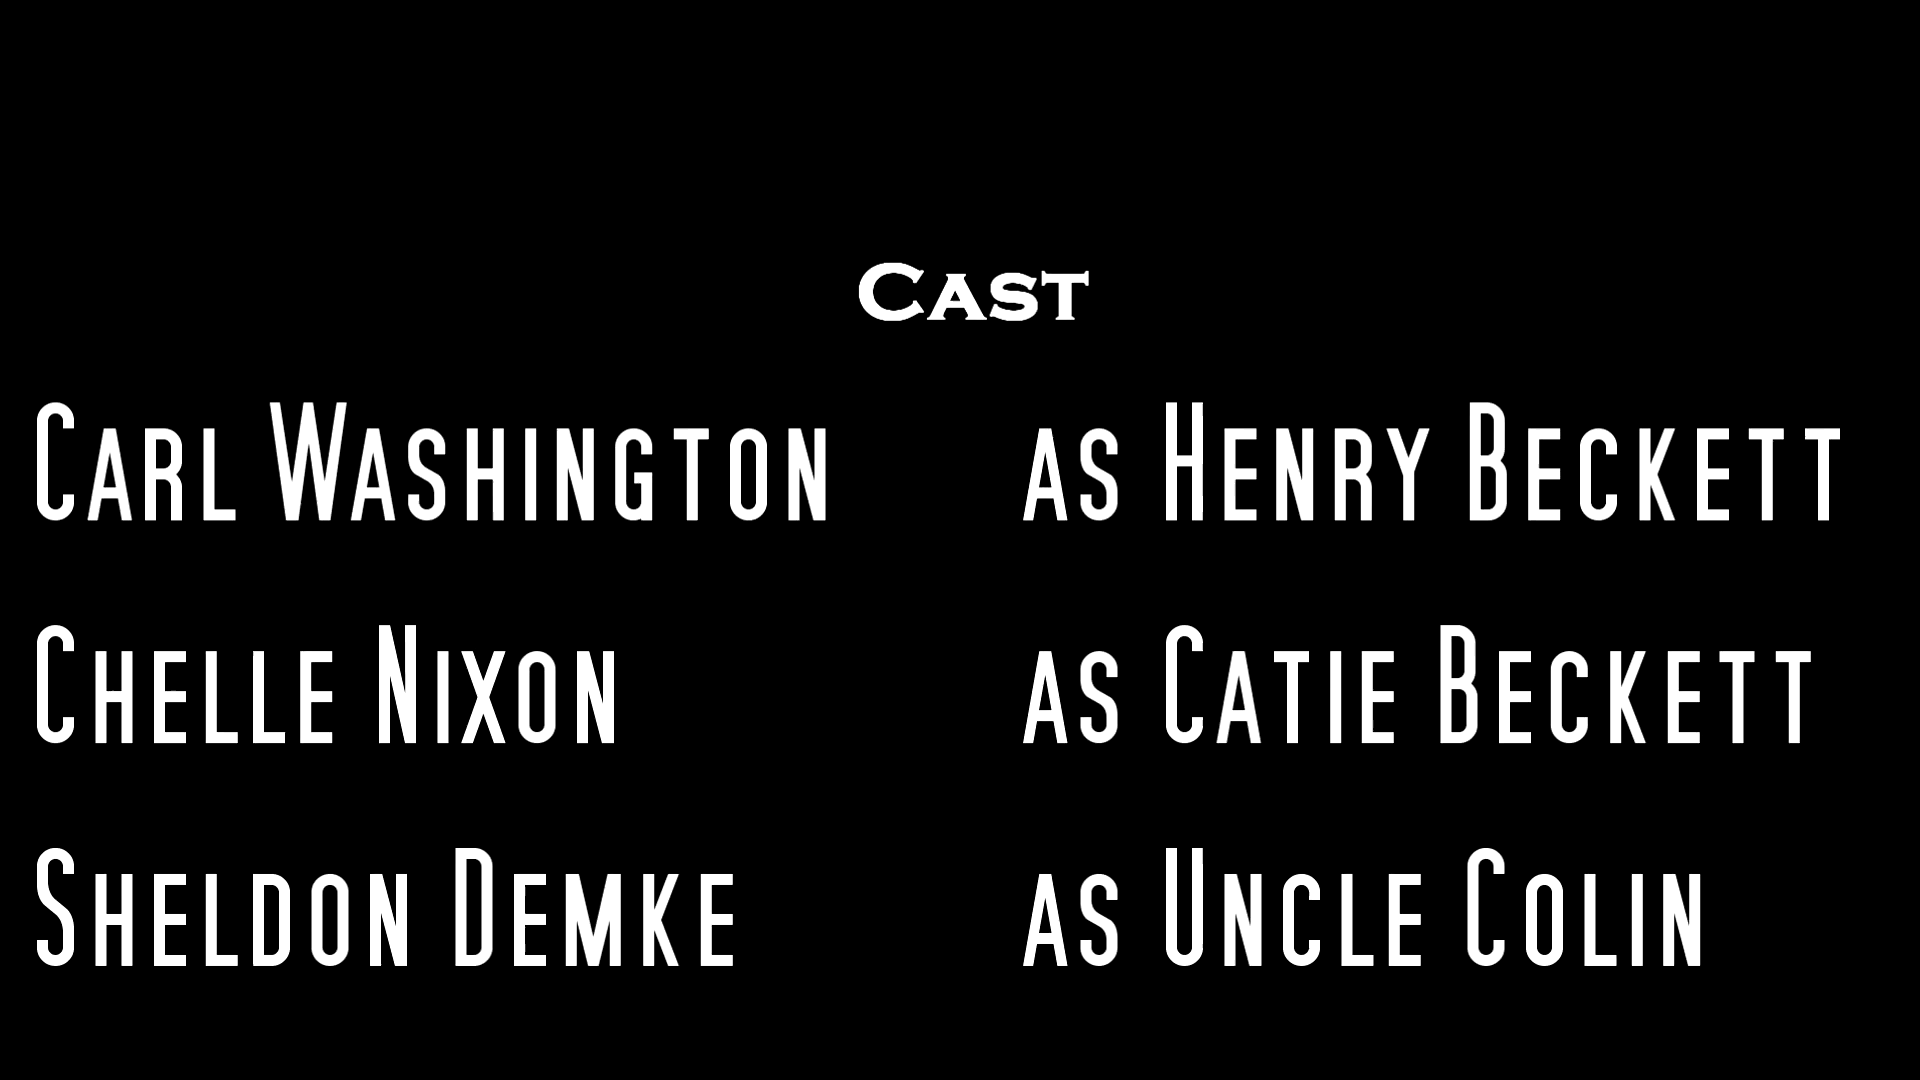 Cast
Carl Washington as Henry Beckett
Chelle Nixon as Catie Beckett
Sheldon Demke as Uncle Colin